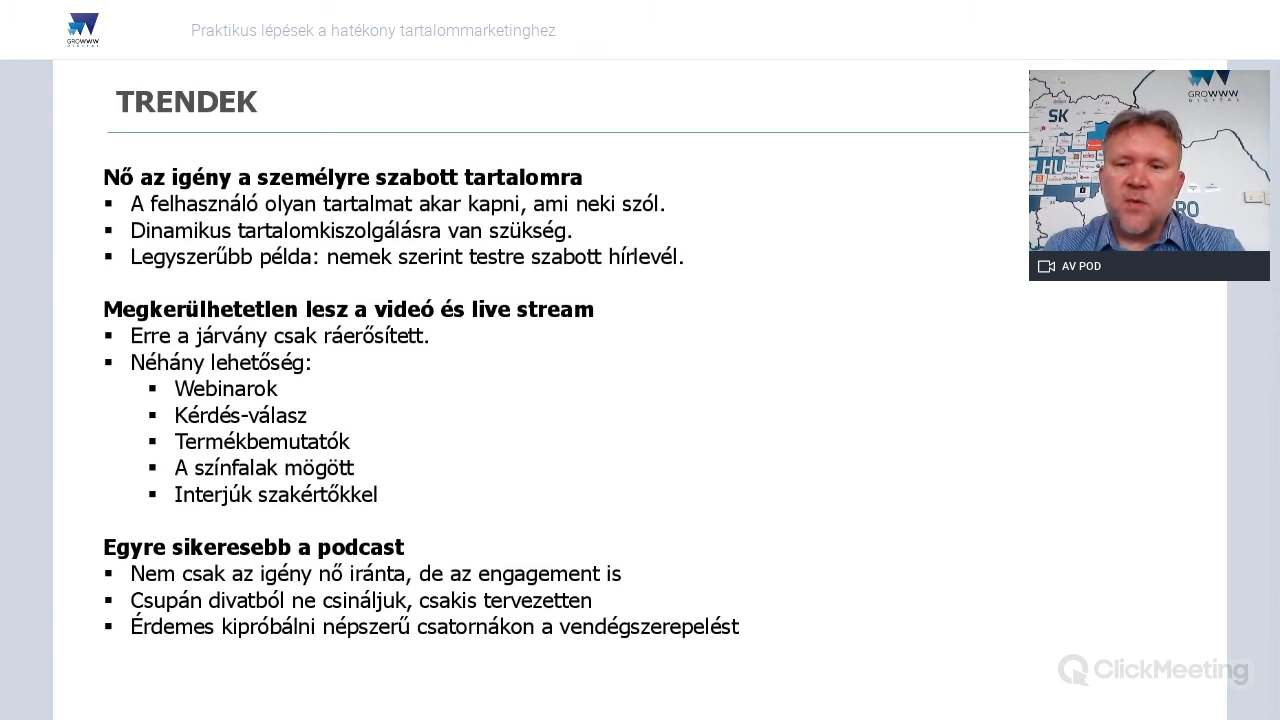 GROWWW
DIGITAL
Praktikus lépések a hatékony tartalommarketinghez
TRENDEK
GROWWW
DIGITAL
SK
HU
RO
AV POD
Nő az igény a személyre szabott tartalomra
▪ A felhasználó olyan tartalmat akar kapni, ami neki szól.
▪ Dinamikus tartalomkiszolgálásra van szükség.
▪ Legyszerűbb példa: nemek szerint testre szabott hírlevél.
Megkerülhetetlen lesz a videó és live stream
▪ Erre a járvány csak ráerősített.
▪ Néhány lehetőség:
▪ Webinarok
▪ Kérdés-válasz
▪ Termékbemutatók
▪ A színfalak mögött
▪ Interjúk szakértőkkel
Egyre sikeresebb a podcast
▪ Nem csak az igény nő iránta, de az engagement is
▪ Csupán divatból ne csináljuk, csakis tervezetten
▪ Érdemes kipróbálni népszerű csatornákon a vendégszerepelést
ClickMeeting